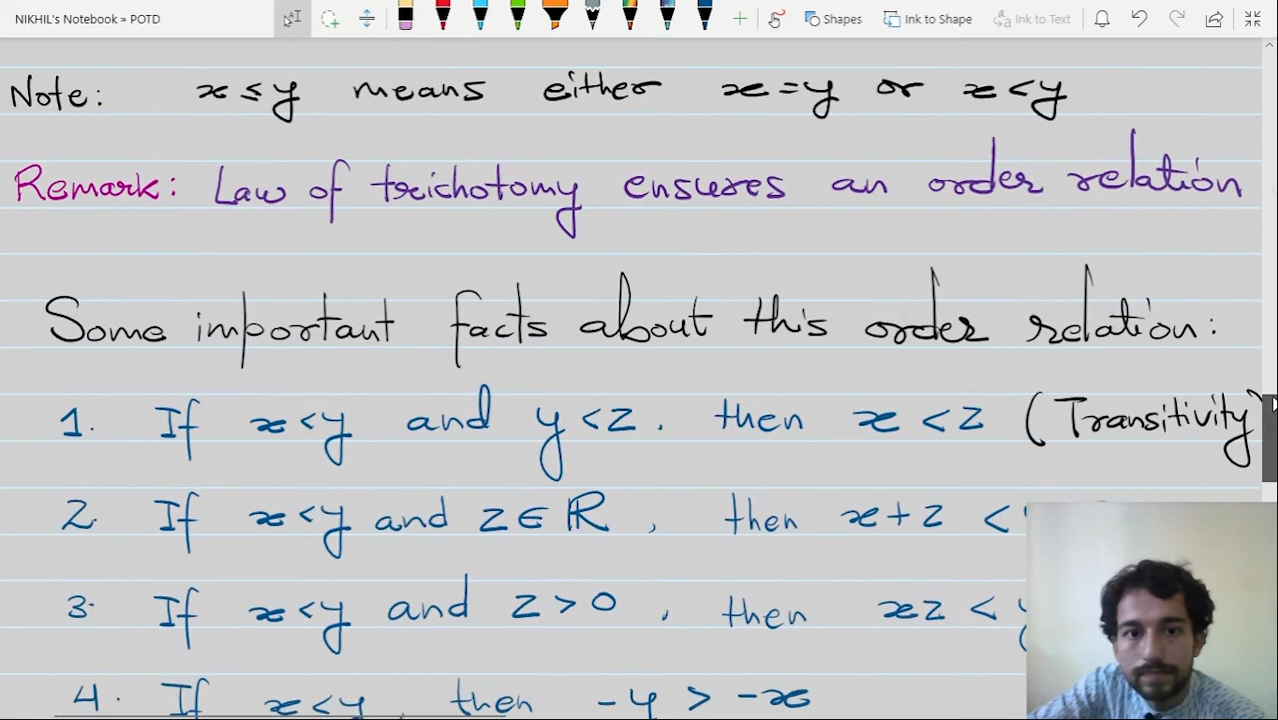 NIKHIL's Notebook » POTD
Shapes Ink to Shape Ink to Text
Note: x ≤ y means either x = y or x < y
Remark: Law of trichotomy ensures an order relation
Some important facts about this order relation:
1. If x < y and y < z. then x < z (Transitivity)
2. If x < y and z ∈ ℝ, then x + z <
3. If x < y and z > 0, then xz < y
4. If x < y, then -y > -x